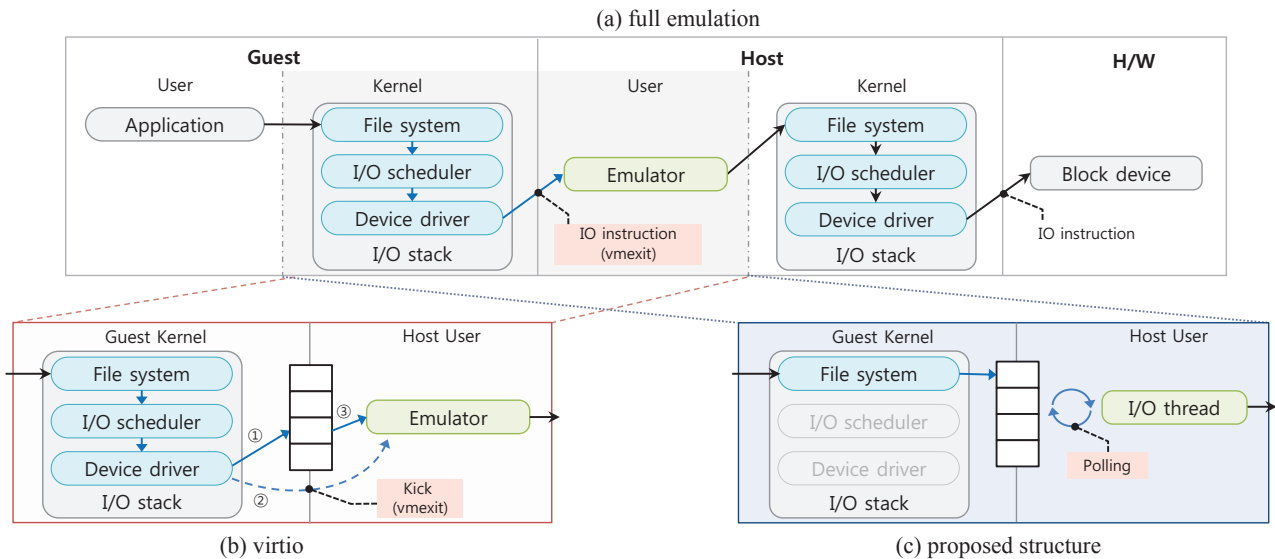 (a) full emulation
Guest
Host
H/W
User
Kernel
User
Kernel
Application
File system
I/O scheduler
Device driver
I/O stack
Emulator
IO instruction
(vmexit)
File system
I/O scheduler
Device driver
I/O stack
Block device
IO instruction
Guest Kernel
Host User
File system
I/O scheduler
Device driver
I/O stack
①
②
③
Emulator
Kick
(vmexit)
(b) virtio
Guest Kernel
Host User
File system
I/O scheduler
Device driver
I/O stack
I/O thread
Polling
(c) proposed structure